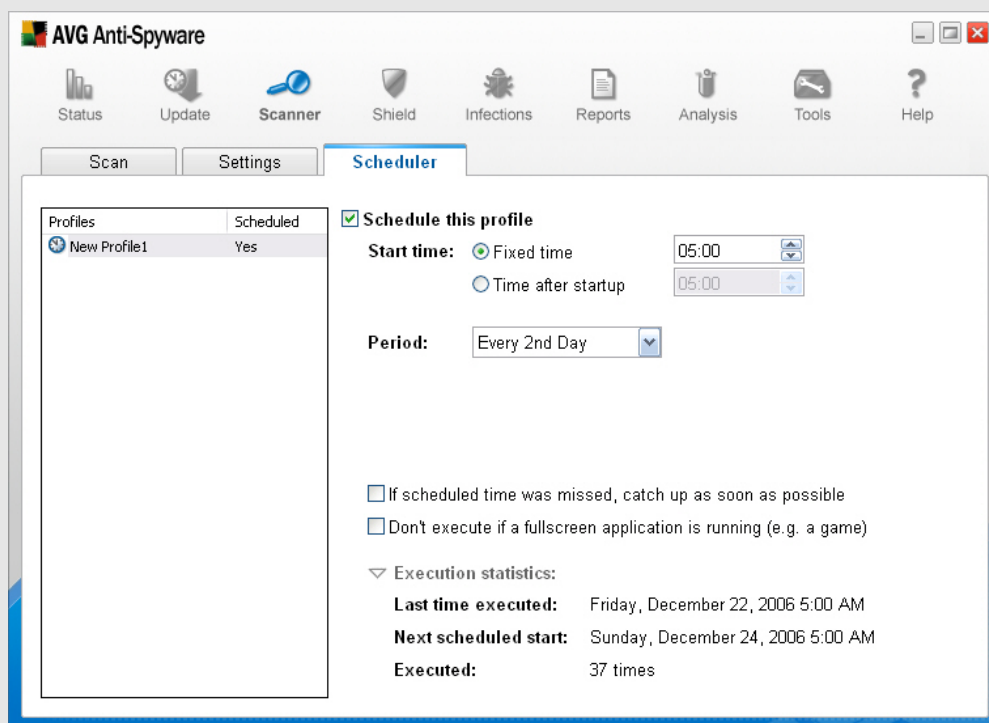 AVG Anti-Spyware
Status Update Scanner Shield Infections Reports Analysis Tools Help
Scan Settings Scheduler
Profiles Scheduled
New Profile1 Yes
Schedule this profile
Start time: Fixed time 05:00
Time after startup 05:00
Period: Every 2nd Day
If scheduled time was missed, catch up as soon as possible
Don't execute if a fullscreen application is running (e.g. a game)
Execution statistics:
Last time executed: Friday, December 22, 2006 5:00 AM
Next scheduled start: Sunday, December 24, 2006 5:00 AM
Executed: 37 times